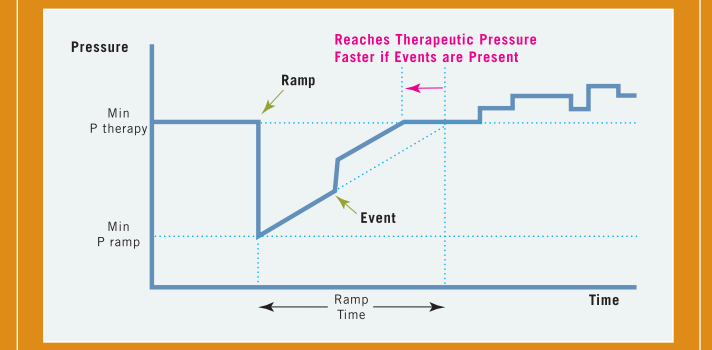 Reaches Therapeutic Pressure
Faster if Events are Present
Pressure
Ramp
Min
P therapy
Event
Min
P ramp
Ramp
Time
Time